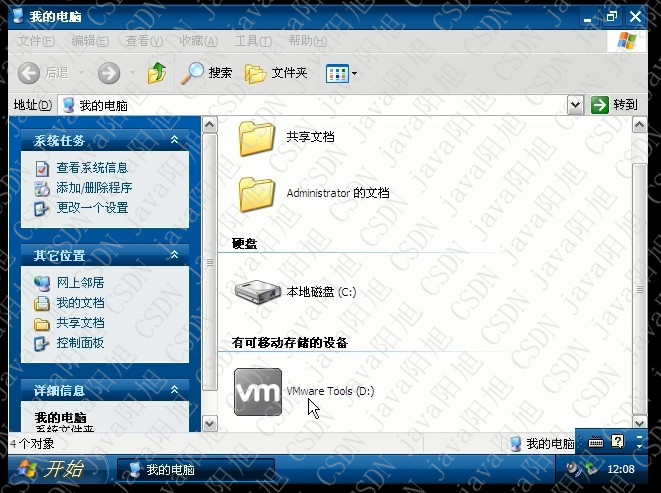 我的电脑
文件(F) 编辑(E) 查看(V) 收藏(A) 工具(T) 帮助(H)
后退 搜索 文件夹
地址(D) 我的电脑 转到
系统任务
查看系统信息
添加/删除程序
更改一个设置
其它位置
网上邻居
我的文档
共享文档
控制面板
详细信息
我的电脑
系统文件夹
共享文档
Administrator 的文档
硬盘
本地磁盘 (C:)
有可移动存储的设备
vm VMware Tools (D:)
4 个对象 我的电脑
开始 我的电脑 12:08
CSDN java阳旭